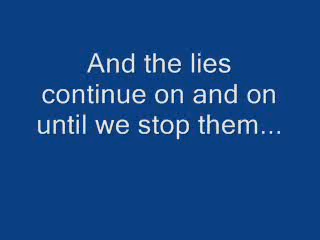 And the lies
continue on and on
until we stop them...